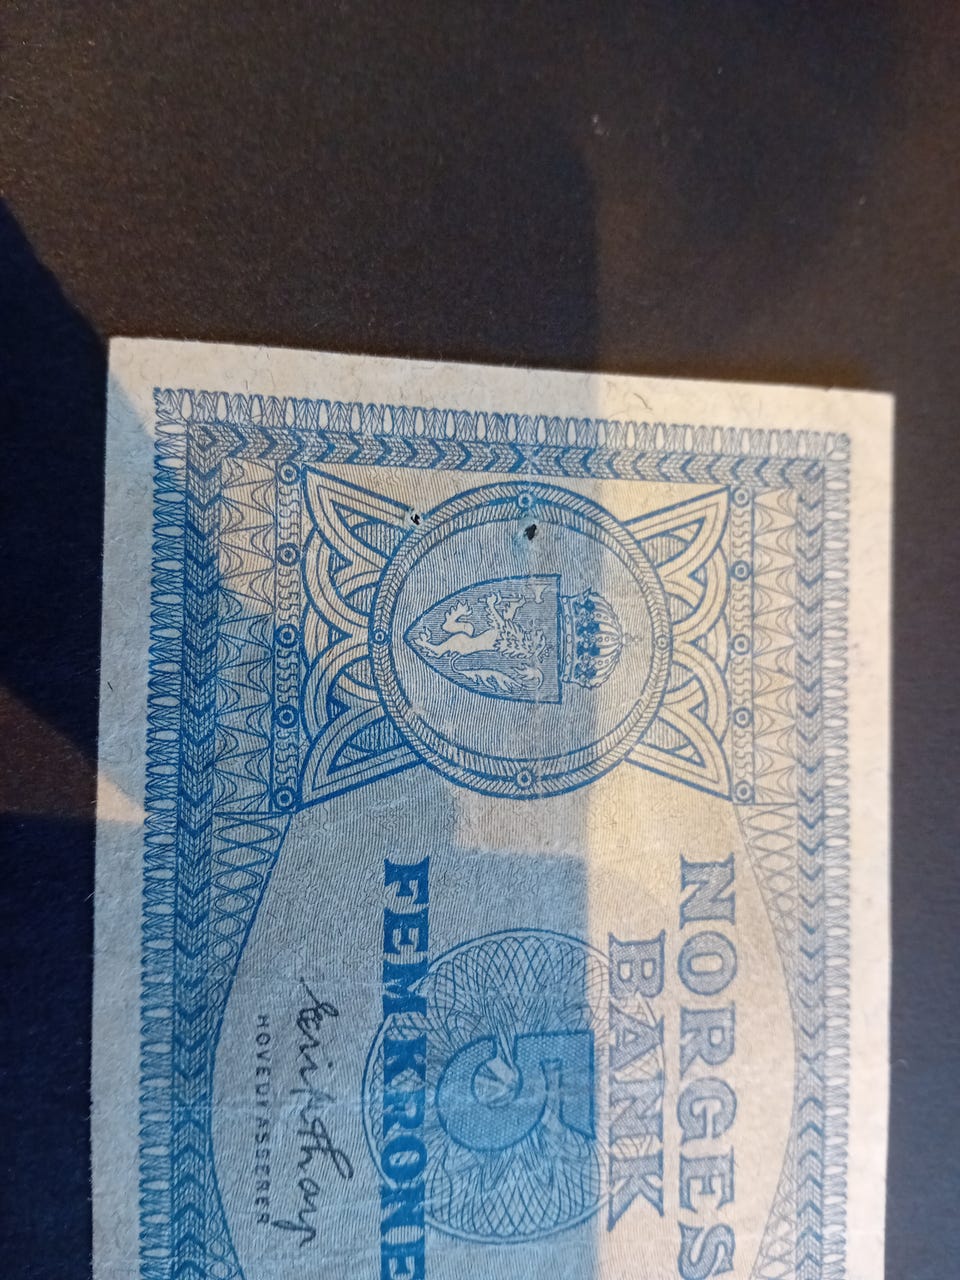 NORGES
BANK
5
FEM KRONE
HOVEDKASSERER